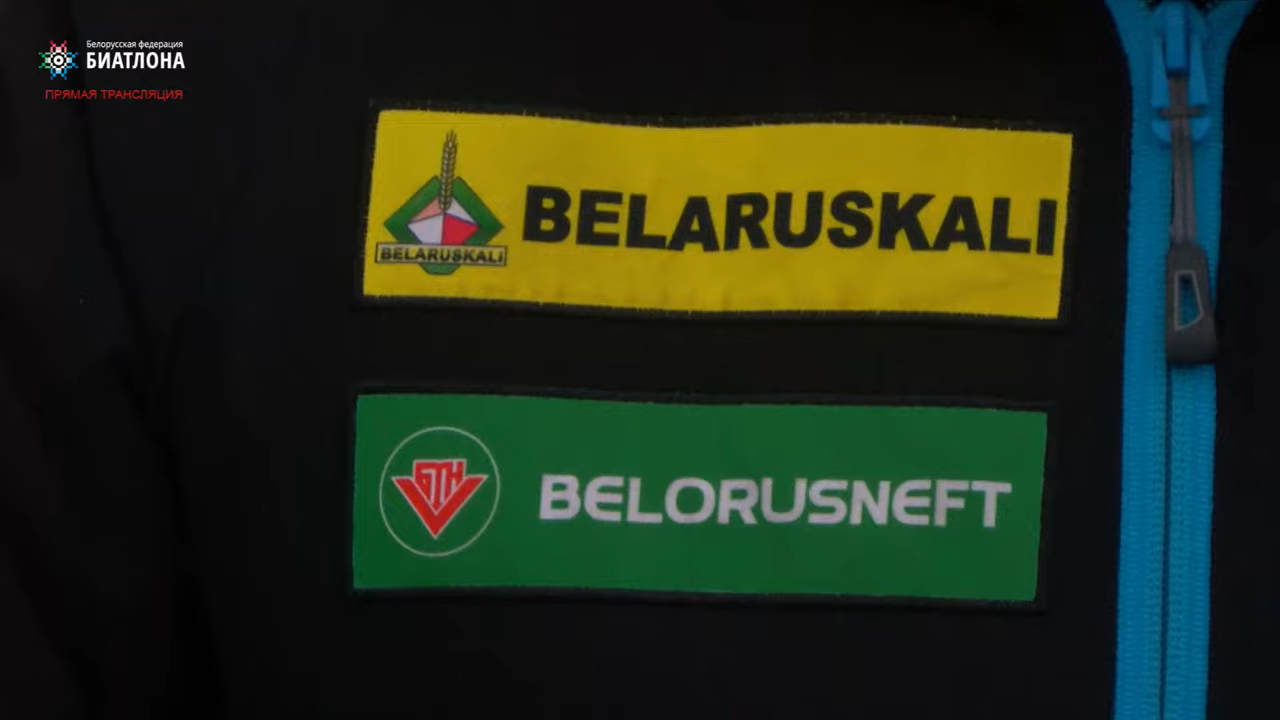 Белорусская федерация
БИАТЛОНА
ПРЯМАЯ ТРАНСЛЯЦИЯ
BELARUSKALI
BELARUSKALI
БТН
BELORUSNEFT